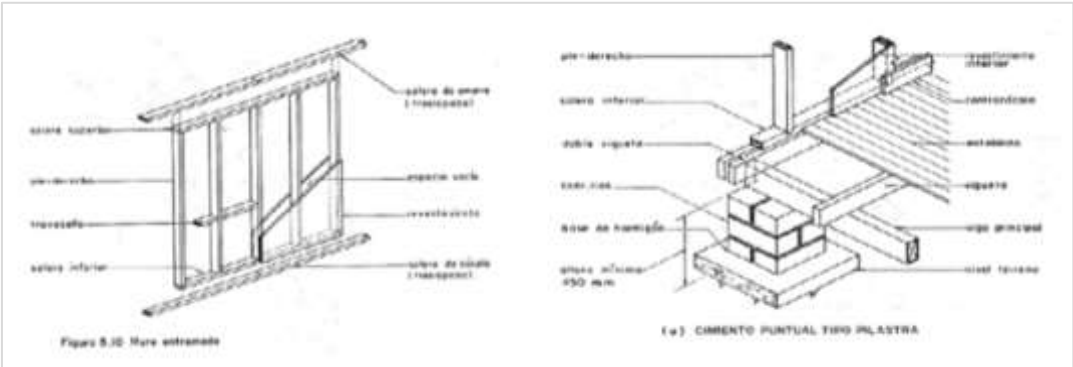 solera de amarre
(traslapada)
solera superior
pie-derecho
espacio vacío
travesaño
revestimiento
solera inferior
solera de zócalo
(traslapada)
Figura 5.10 Muro entramado
pie-derecho
revestimiento
interior
solera inferior
doble vigueta
entablado
vigueta
base de hormigón
viga principal
altura mínima
450 mm
nivel terreno
(a) CIMIENTO PUNTUAL TIPO PILASTRA